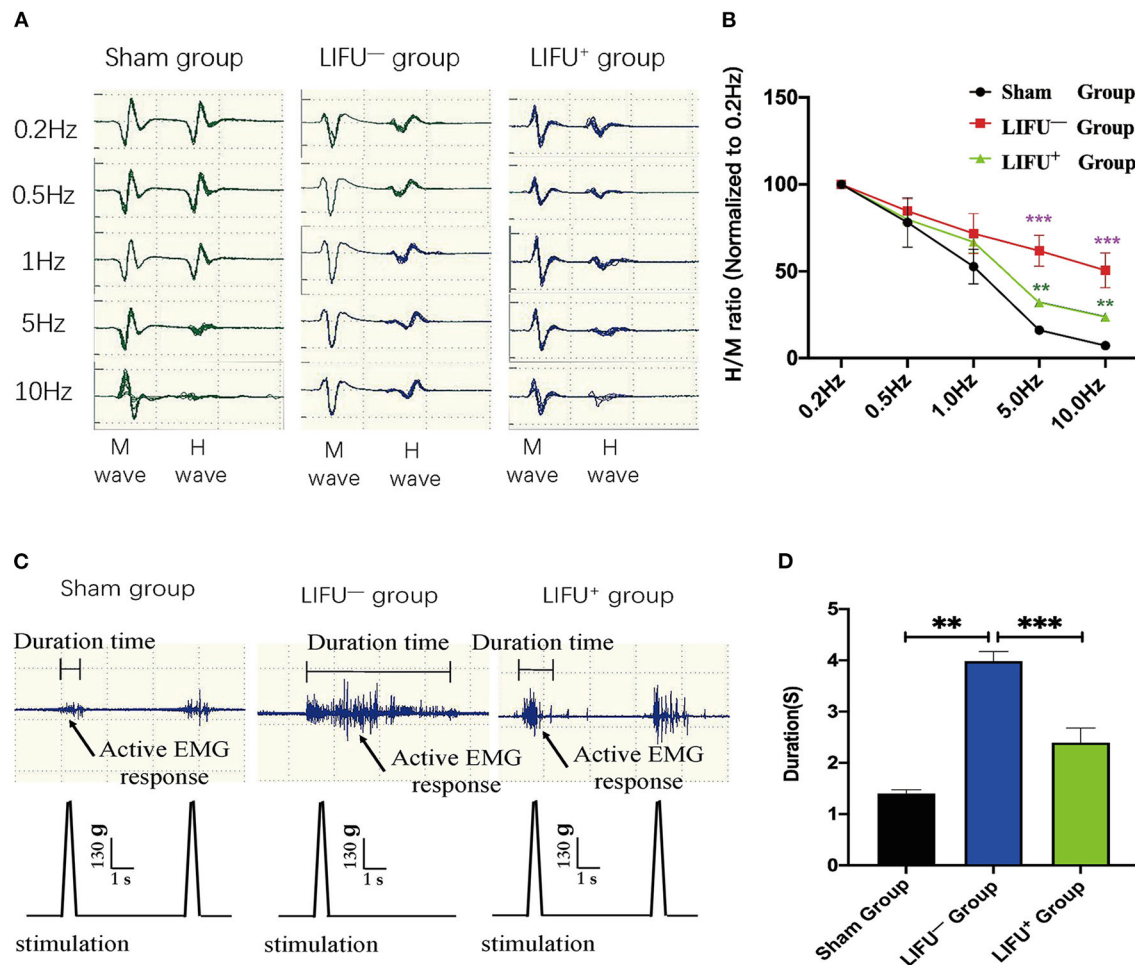 A
Sham group
LIFU— group
LIFU+ group
0.2Hz
0.5Hz
1Hz
5Hz
10Hz
M
wave
H
wave
M
wave
H
wave
M
wave
H
wave
B
H/M ratio (Normalized to 0.2Hz)
150
100
50
0
Sham Group
LIFU— Group
LIFU+ Group
***
***
**
**
0.2Hz
0.5Hz
1.0Hz
5.0Hz
10.0Hz
C
Sham group
LIFU— group
LIFU+ group
Duration time
Duration time
Duration time
Active EMG
response
Active EMG
response
Active EMG
response
130 g
1 s
130 g
1 s
130 g
1 s
stimulation
stimulation
stimulation
D
Duration(S)
5
4
3
2
1
0
**
***
Sham Group
LIFU— Group
LIFU+ Group